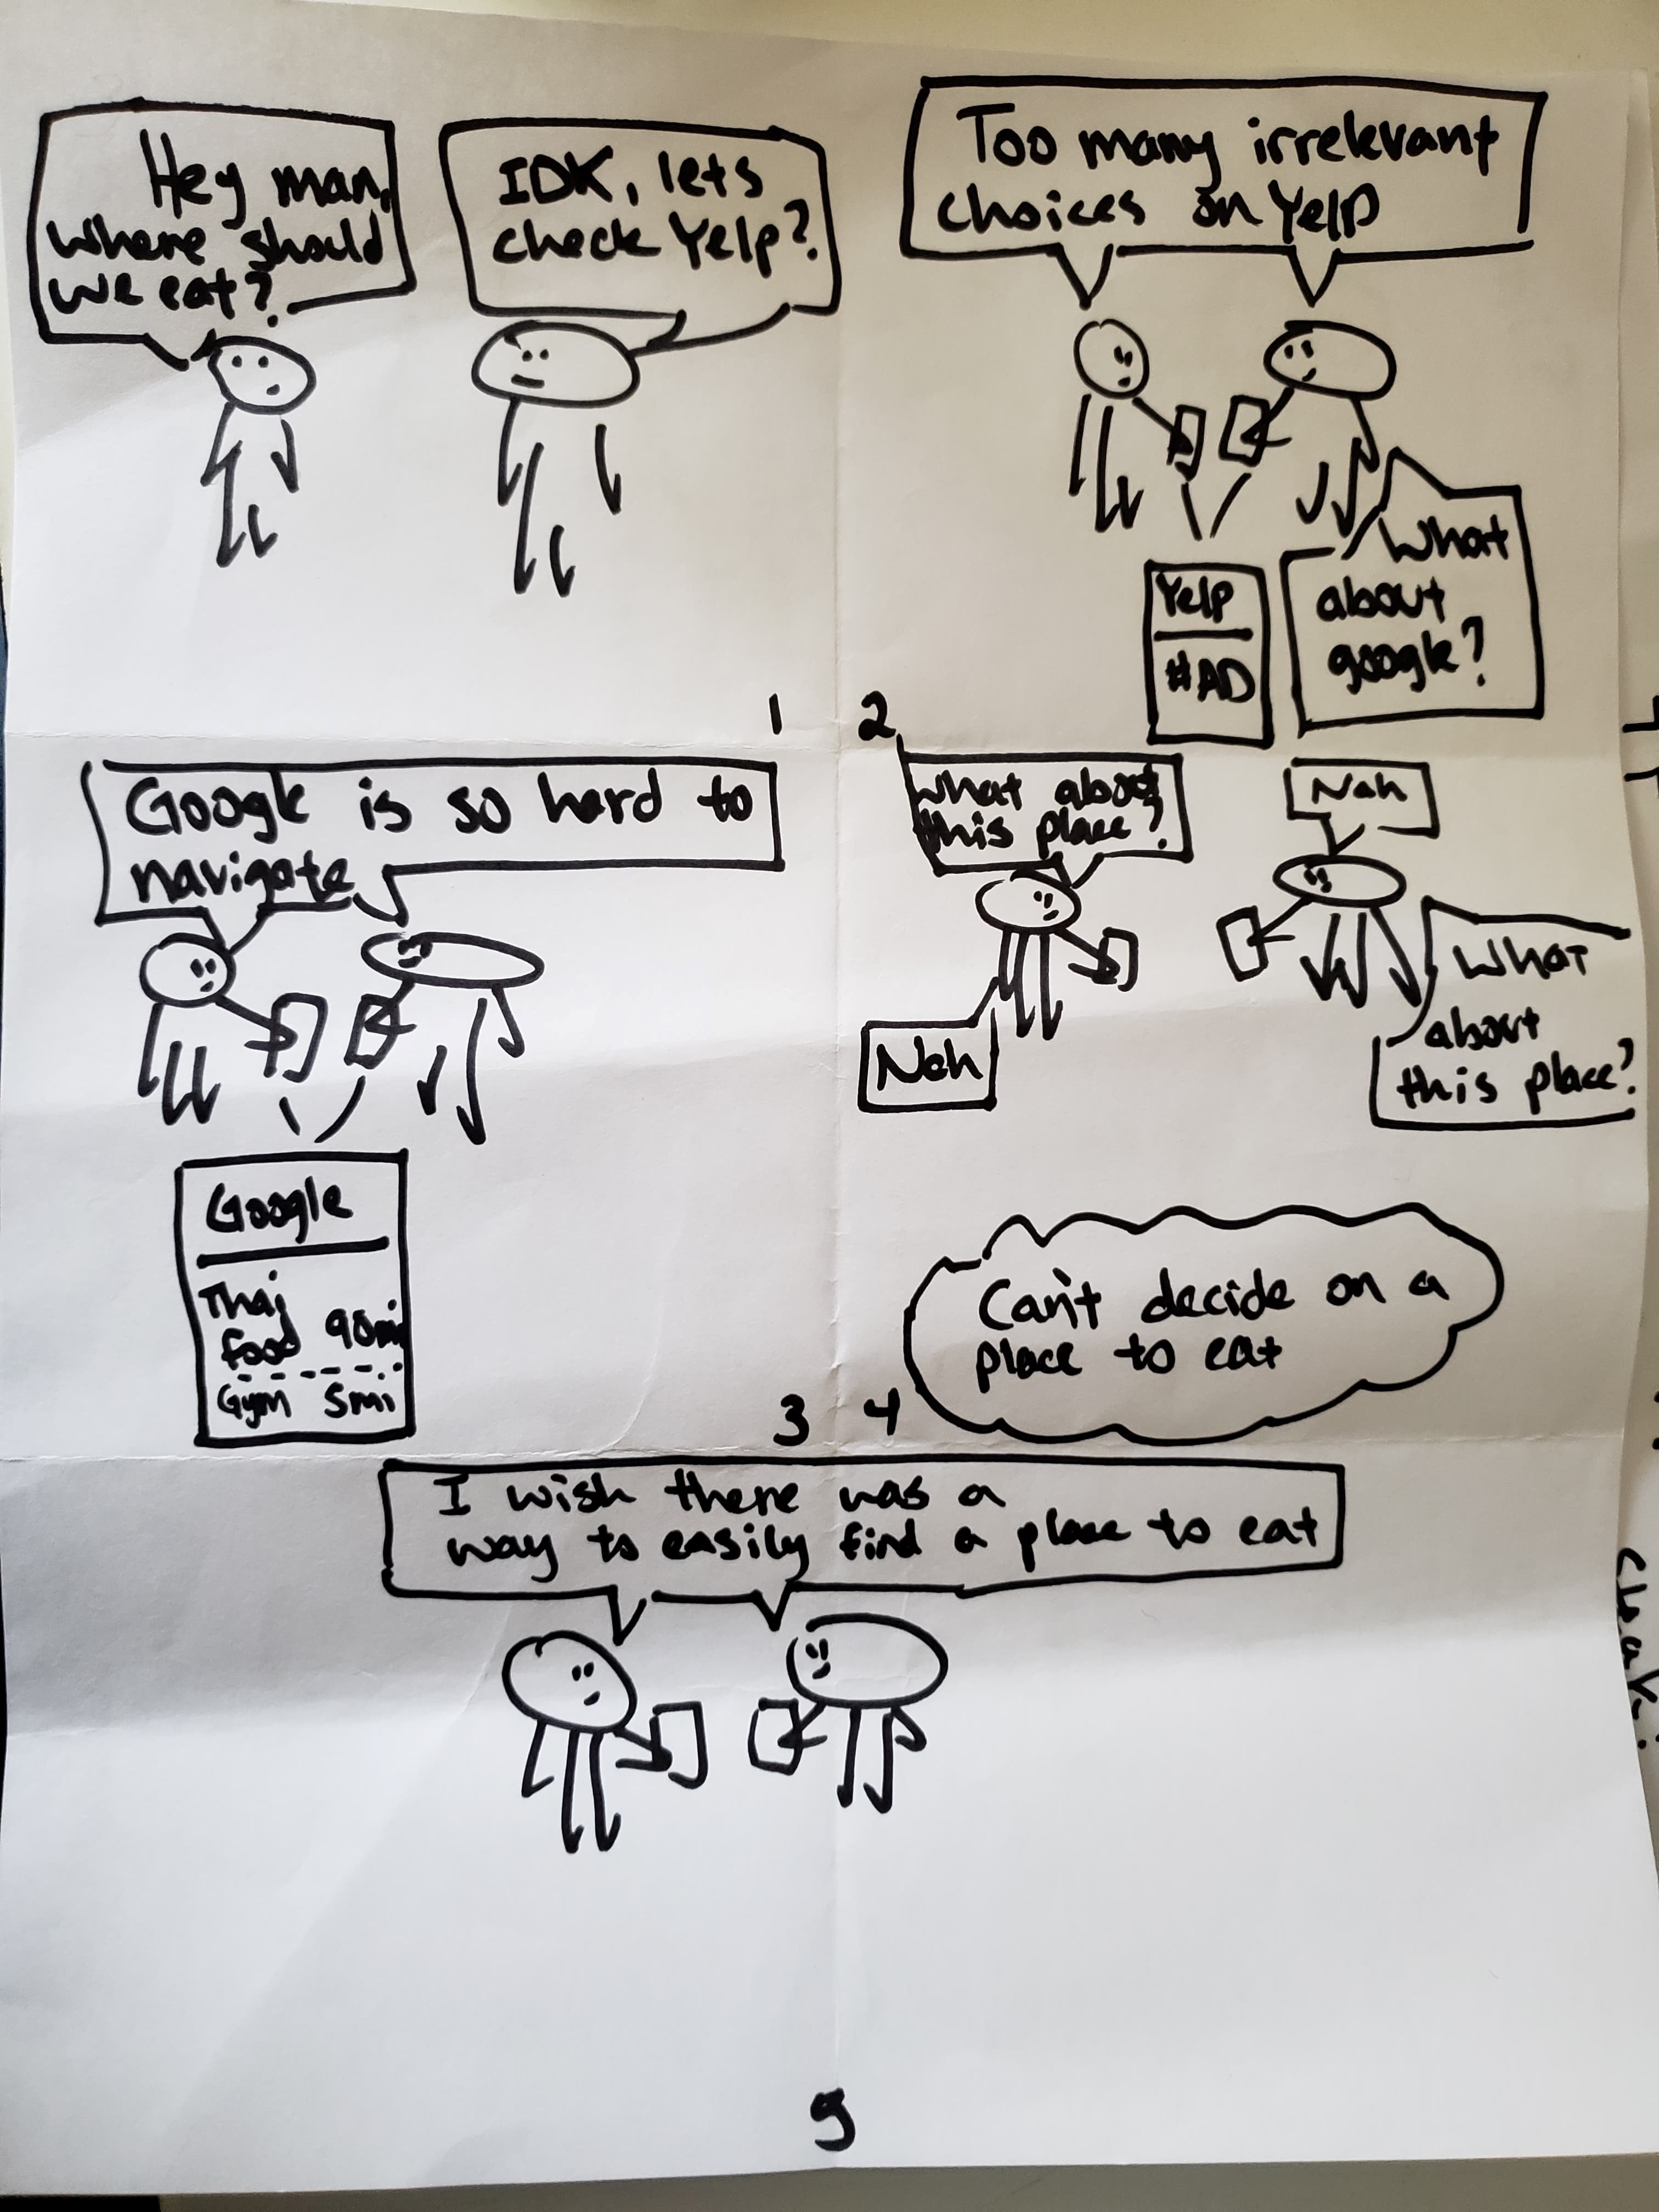 Hey man,
where should
we eat?
IDK, lets
check Yelp?
1
Too many irrelevant
choices on Yelp
Yelp
#AD
What
about
google?
2
Google is so hard to
navigate
Google
Thai
food 90mi
Gym 5mi
3
What about
this place?
Nah
Nah
What
about
this place?
Can't decide on a
place to eat
4
I wish there was a
way to easily find a place to eat
5